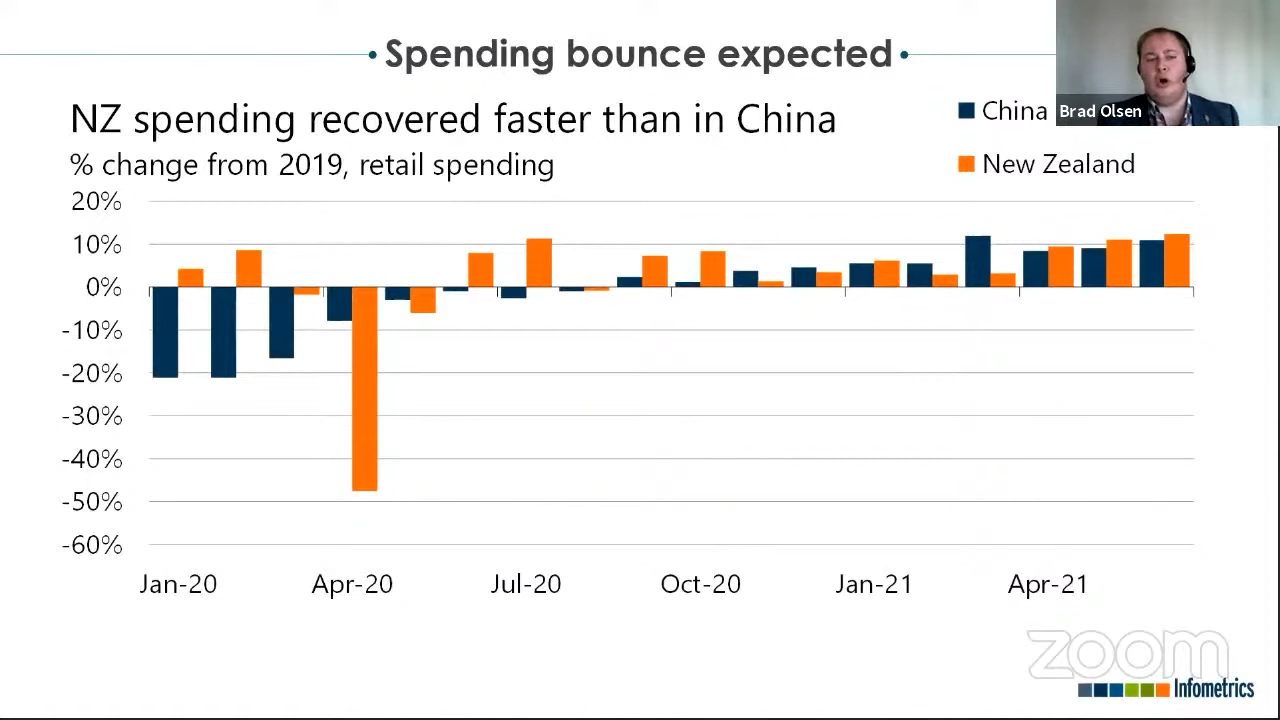 Spending bounce expected
NZ spending recovered faster than in China
% change from 2019, retail spending
China
Brad Olsen
New Zealand
20%
10%
0%
-10%
-20%
-30%
-40%
-50%
-60%
Jan-20 Apr-20 Jul-20 Oct-20 Jan-21 Apr-21
zoom
Infometrics